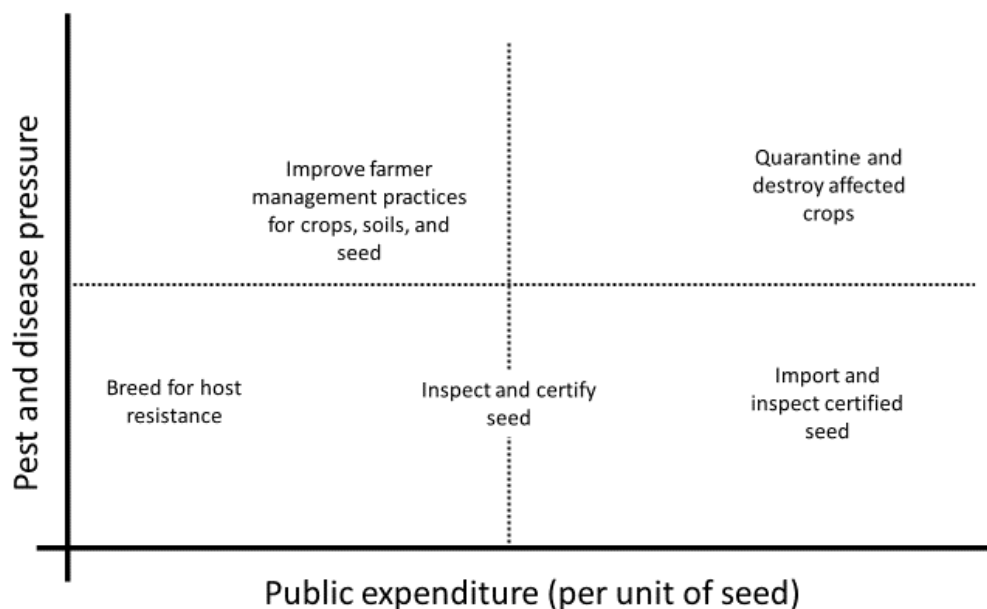 Pest and disease pressure
Improve farmer
management practices
for crops, soils, and
seed
Quarantine and
destroy affected
crops
Breed for host
resistance
Inspect and certify
seed
Import and
inspect certified
seed
Public expenditure (per unit of seed)